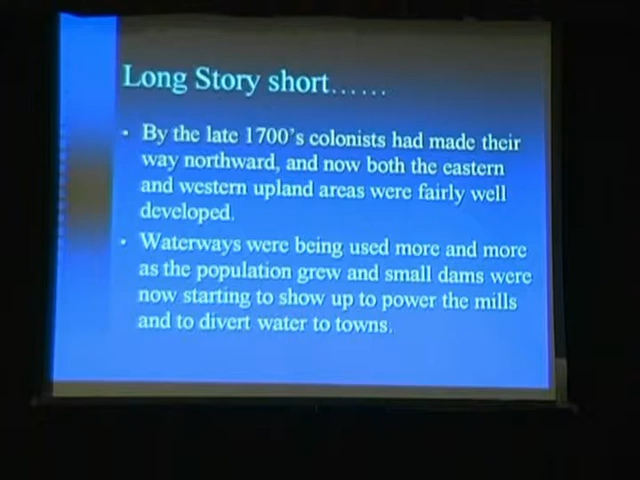 Long Story short......
• By the late 1700's colonists had made their
way northward, and now both the eastern
and western upland areas were fairly well
developed.
• Waterways were being used more and more
as the population grew and small dams were
now starting to show up to power the mills
and to divert water to towns.